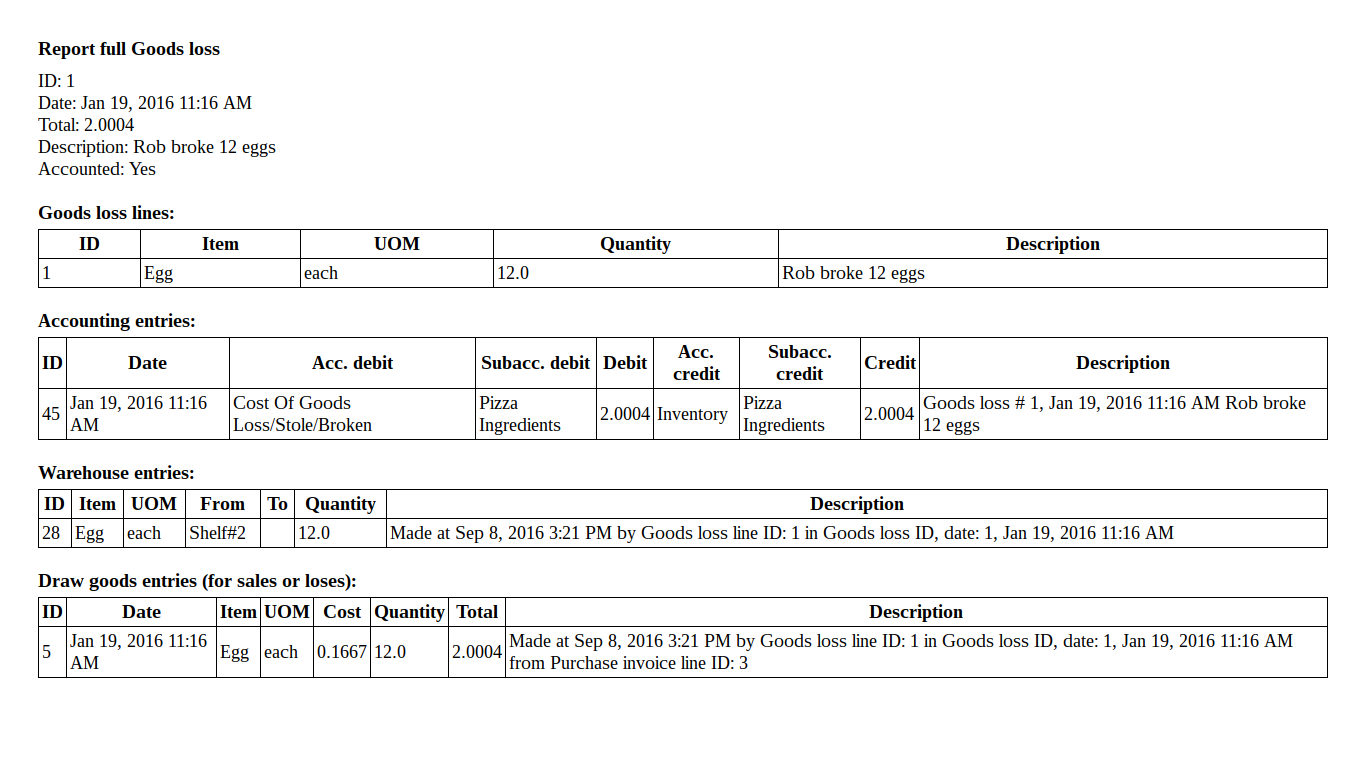 Report full Goods loss
ID: 1
Date: Jan 19, 2016 11:16 AM
Total: 2.0004
Description: Rob broke 12 eggs
Accounted: Yes
Goods loss lines:
ID Item UOM Quantity Description
1 Egg each 12.0 Rob broke 12 eggs
Accounting entries:
ID Date Acc. debit Subacc. debit Debit Acc. credit Subacc. credit Credit Description
45 Jan 19, 2016 11:16 AM Cost Of Goods Loss/Stole/Broken Pizza Ingredients 2.0004 Inventory Pizza Ingredients 2.0004 Goods loss # 1, Jan 19, 2016 11:16 AM Rob broke 12 eggs
Warehouse entries:
ID Item UOM From To Quantity Description
28 Egg each Shelf#2 12.0 Made at Sep 8, 2016 3:21 PM by Goods loss line ID: 1 in Goods loss ID, date: 1, Jan 19, 2016 11:16 AM
Draw goods entries (for sales or loses):
ID Date Item UOM Cost Quantity Total Description
5 Jan 19, 2016 11:16 AM Egg each 0.1667 12.0 2.0004 Made at Sep 8, 2016 3:21 PM by Goods loss line ID: 1 in Goods loss ID, date: 1, Jan 19, 2016 11:16 AM from Purchase invoice line ID: 3